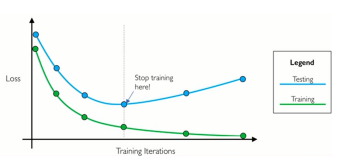 Loss
Stop training
here!
Legend
Testing
Training
Training Iterations